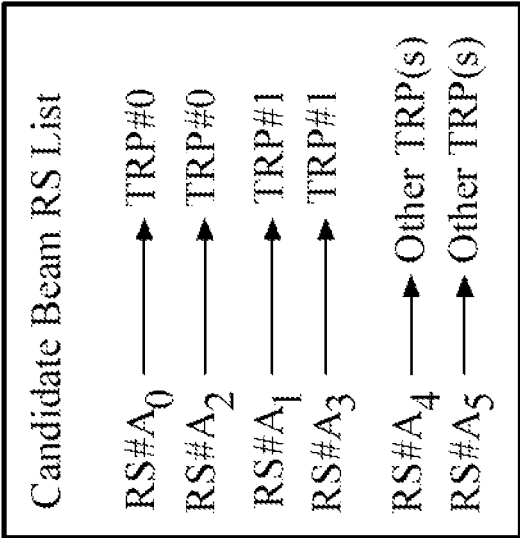 Candidate Beam RS List
RS#A0 → TRP#0
RS#A2 → TRP#0
RS#A1 → TRP#1
RS#A3 → TRP#1
RS#A4 → Other TRP(s)
RS#A5 → Other TRP(s)